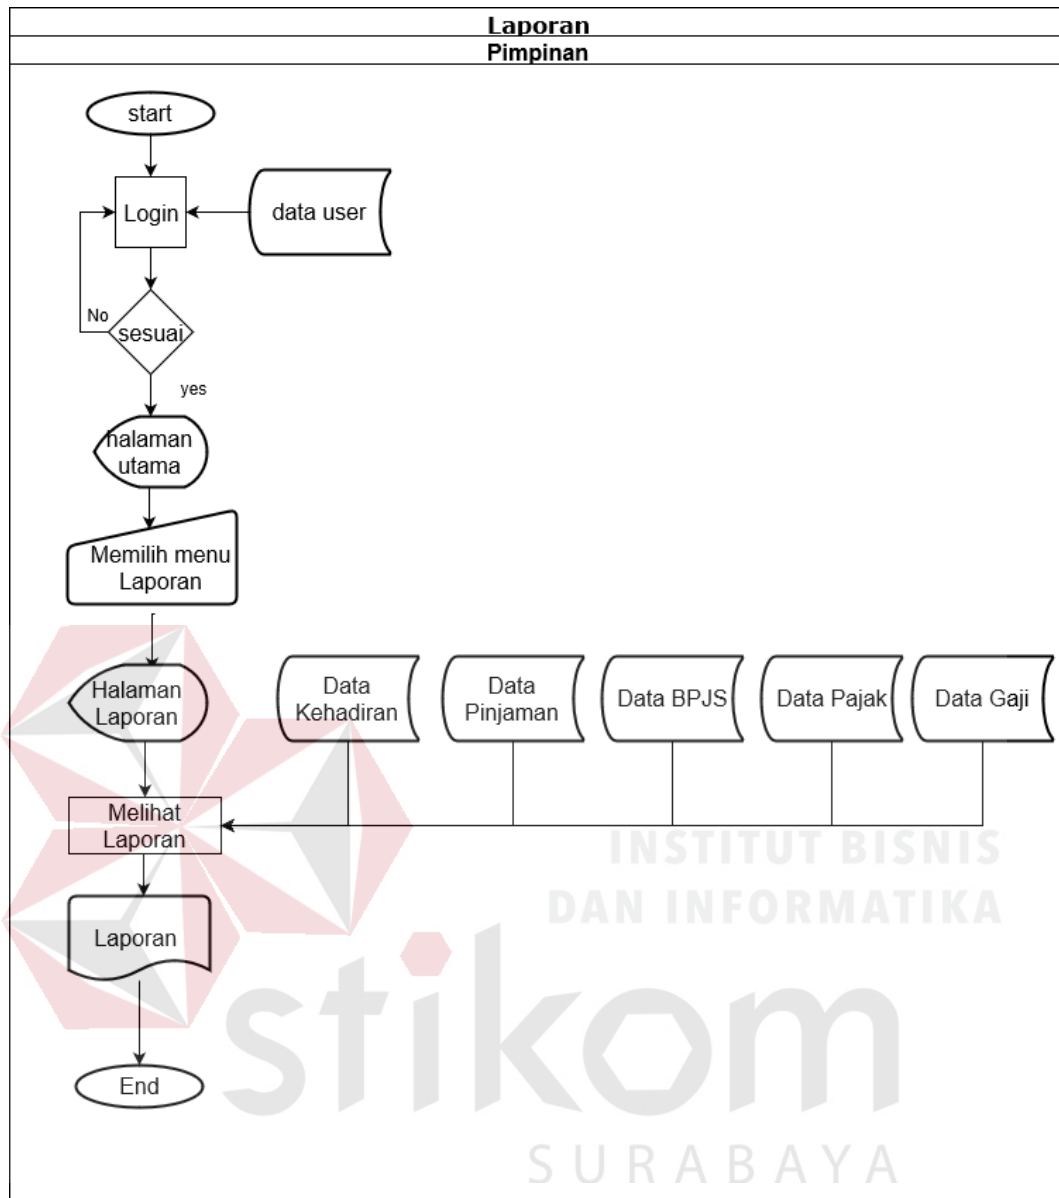 Laporan
Pimpinan
start
Login
data user
No
sesuai
yes
halaman
utama
Memilih menu
Laporan
Halaman
Laporan
Data
Kehadiran
Data
Pinjaman
Data BPJS
Data Pajak
Data Gaji
Melihat
Laporan
INSTITUT BISNIS
DAN INFORMATIKA
Laporan
stikom
End
SURABAYA